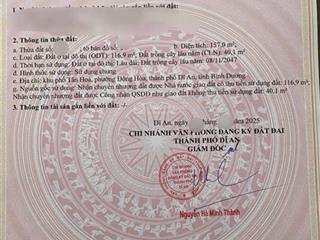 2. Thông tin thửa đất:
a. Thửa đất số: , tờ bản đồ số: , b. Diện tích: 157,0 m²;
c. Loại đất: Đất ở tại đô thị (ODT): 116,9 m², Đất trồng cây lâu năm (CLN): 40,1 m²;
d. Thời hạn sử dụng: Đất ở tại đô thị: Lâu dài; Đất trồng cây lâu năm: 08/11/2047
đ. Hình thức sử dụng: Sử dụng chung
e. Địa chỉ: khu phố Tân Hòa, phường Đông Hòa, thành phố Dĩ An, tỉnh Bình Dương
g. Nguồn gốc sử dụng: Nhận chuyển nhượng đất được Nhà nước giao đất có thu tiền sử dụng đất: 116,9 m²,
Nhận chuyển nhượng đất được Công nhận QSDĐ như giao đất không thu tiền sử dụng đất: 40,1 m²
3. Thông tin tài sản gắn liền với đất: -/-
Dĩ An, ngày tháng năm 2025
CHI NHÁNH VĂN PHÒNG ĐĂNG KÝ ĐẤT ĐAI
THÀNH PHỐ DĨ AN
GIÁM ĐỐC
Nguyễn Hà Minh Thành